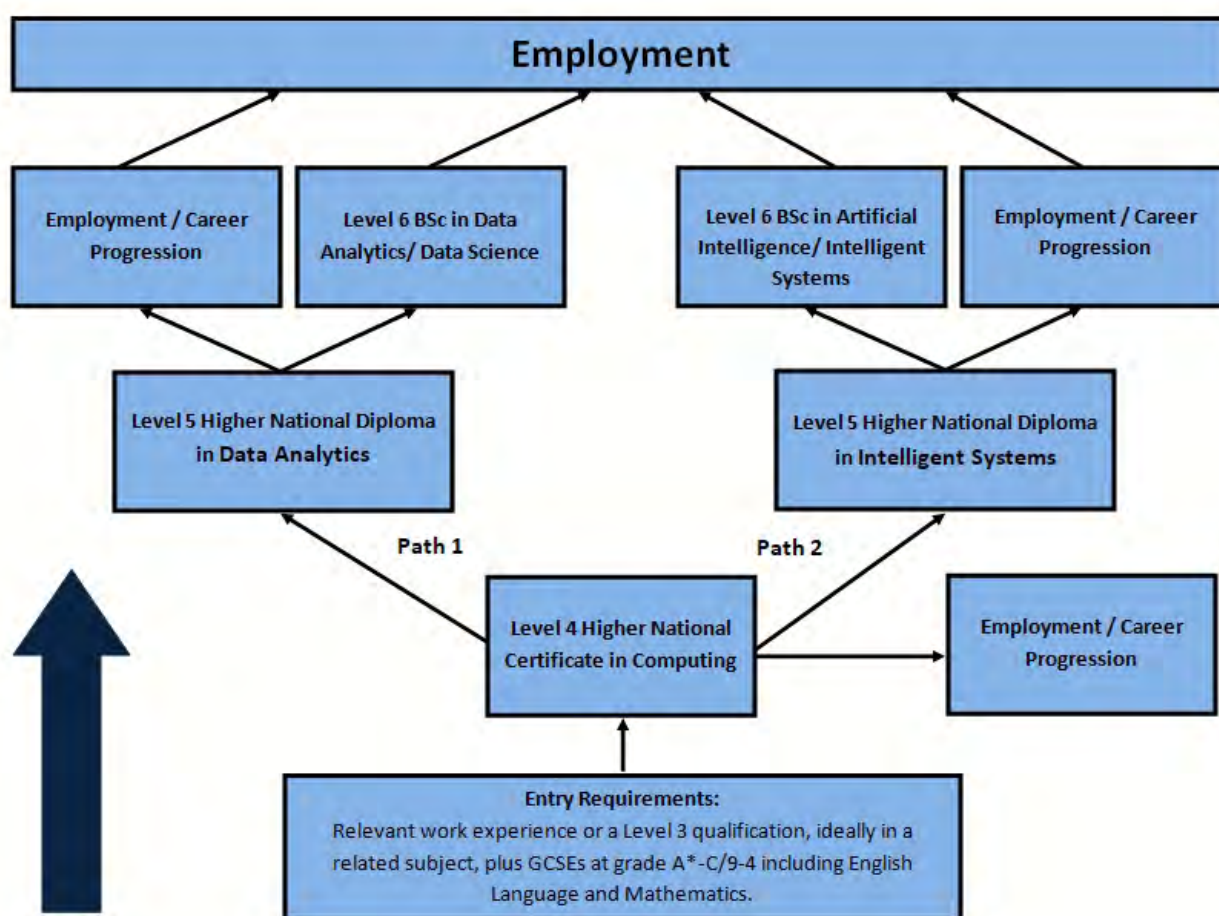 Employment
Employment / Career
Progression
Level 6 BSc in Data
Analytics/ Data Science
Level 6 BSc in Artificial
Intelligence/ Intelligent
Systems
Employment / Career
Progression
Level 5 Higher National Diploma
in Data Analytics
Level 5 Higher National Diploma
in Intelligent Systems
Path 1
Path 2
Level 4 Higher National
Certificate in Computing
Employment / Career
Progression
Entry Requirements:
Relevant work experience or a Level 3 qualification, ideally in a
related subject, plus GCSEs at grade A*-C/9-4 including English
Language and Mathematics.